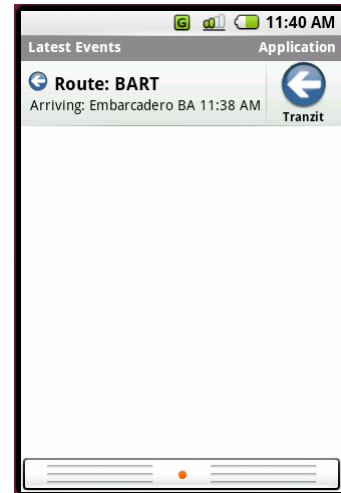 G 11:40 AM
Latest Events Application
Route: BART
Arriving: Embarcadero BA 11:38 AM
Tranzit